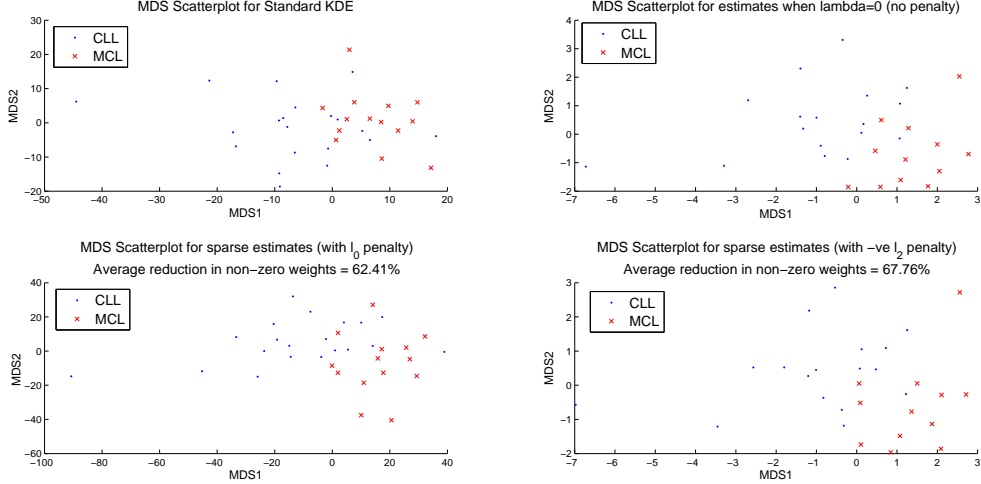 MDS Scatterplot for Standard KDE
30
20
10
0
−10
−20
−50
−40
−30
−20
−10
0
10
20
MDS1
MDS2
CLL
MCL
MDS Scatterplot for estimates when lambda=0 (no penalty)
4
3
2
1
0
−1
−2
−7
−6
−5
−4
−3
−2
−1
0
1
2
3
MDS1
MDS2
CLL
MCL
MDS Scatterplot for sparse estimates (with l0 penalty)
Average reduction in non−zero weights = 62.41%
40
20
0
−20
−40
−60
−100
−80
−60
−40
−20
0
20
40
MDS1
MDS2
CLL
MCL
MDS Scatterplot for sparse estimates (with −ve l2 penalty)
Average reduction in non−zero weights = 67.76%
3
2
1
0
−1
−2
−7
−6
−5
−4
−3
−2
−1
0
1
2
3
MDS1
MDS2
CLL
MCL